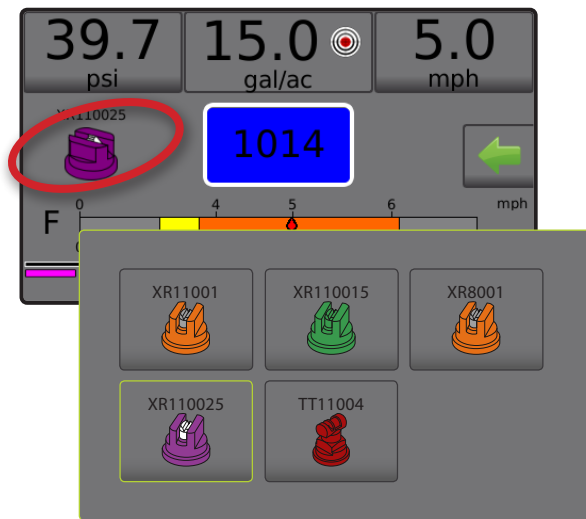 39.7 15.0 5.0
psi gal/ac mph
XR110025
1014
0 4 5 6 mph
F
XR11001 XR110015 XR8001
XR110025 TT11004